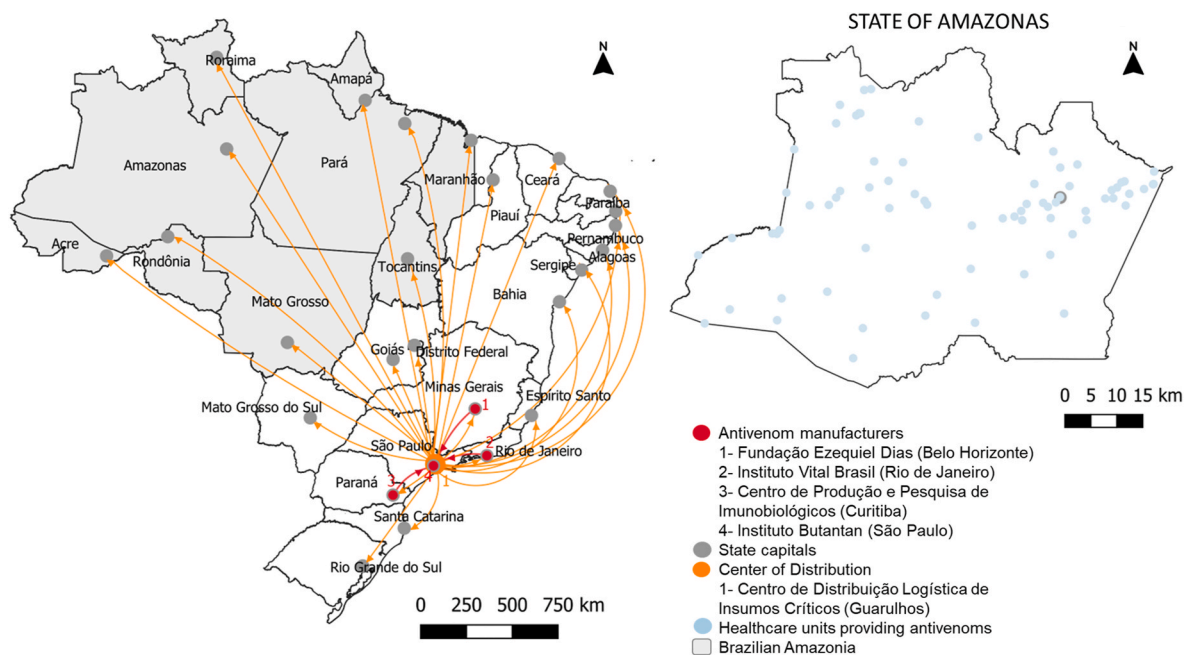 STATE OF AMAZONAS
N
N
Roraima
Amapá
Amazonas
Pará
Maranhão
Ceará
Piauí
Paraíba
Pernambuco
Alagoas
Sergipe
Acre
Rondônia
Tocantins
Bahia
Mato Grosso
Goiás
Distrito Federal
Minas Gerais
Espírito Santo
Mato Grosso do Sul
1
São Paulo
2
Rio de Janeiro
Paraná
3
4
1
Santa Catarina
Rio Grande do Sul
0 250 500 750 km
0 5 10 15 km
Antivenom manufacturers
1- Fundação Ezequiel Dias (Belo Horizonte)
2- Instituto Vital Brasil (Rio de Janeiro)
3- Centro de Produção e Pesquisa de
Imunobiológicos (Curitiba)
4- Instituto Butantan (São Paulo)
State capitals
Center of Distribution
1- Centro de Distribuição Logística de
Insumos Críticos (Guarulhos)
Healthcare units providing antivenoms
Brazilian Amazonia